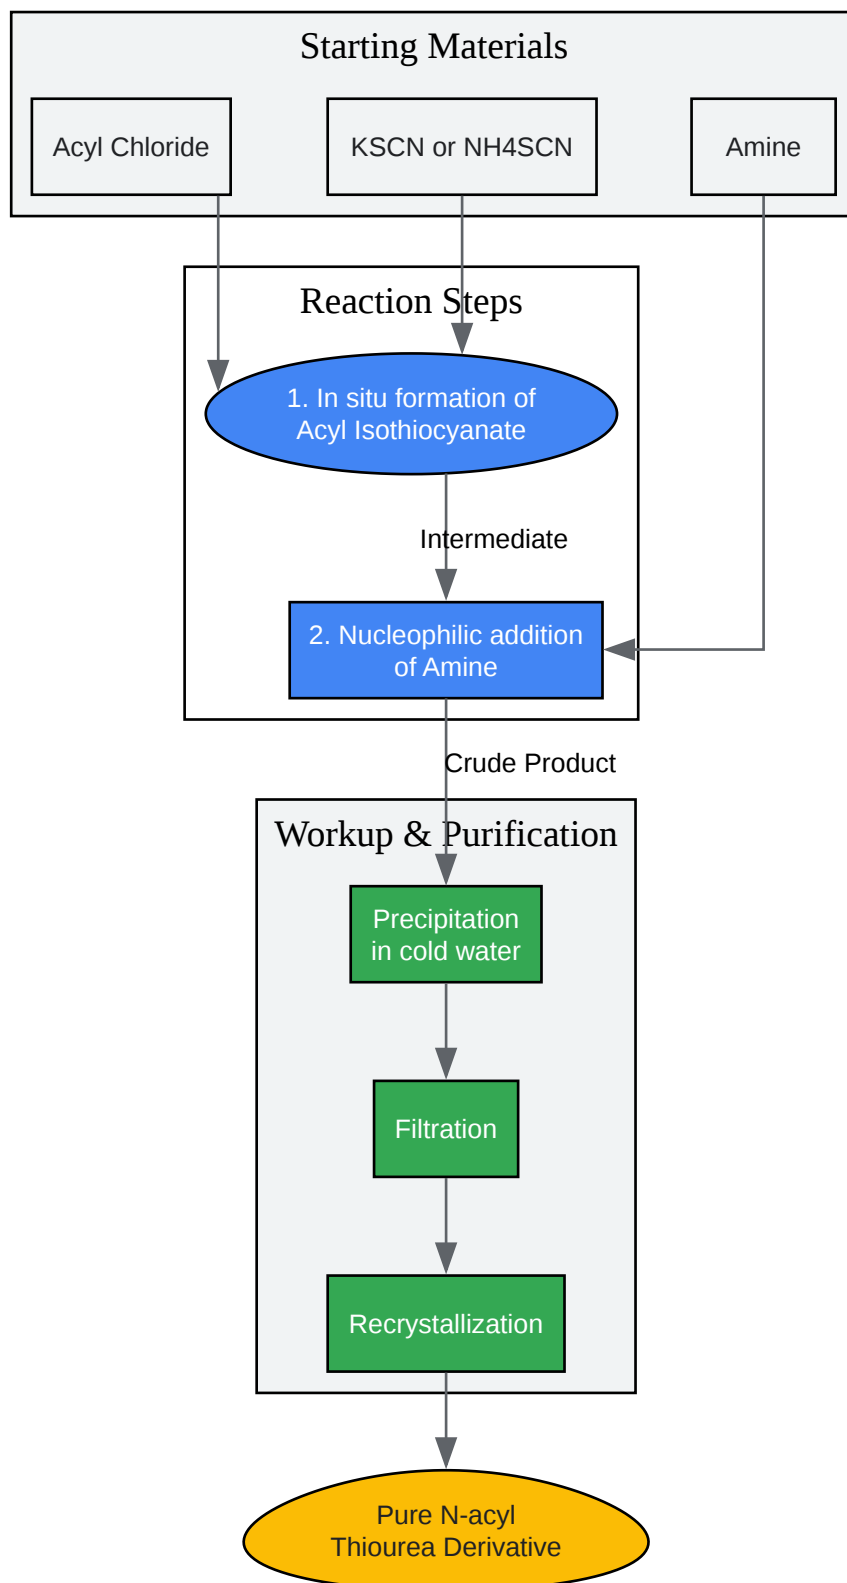 Starting Materials
Acyl Chloride
KSCN or NH4SCN
Amine
Reaction Steps
1. In situ formation of
Acyl Isothiocyanate
Intermediate
2. Nucleophilic addition
of Amine
Crude Product
Workup & Purification
Precipitation
in cold water
Filtration
Recrystallization
Pure N-acyl
Thiourea Derivative